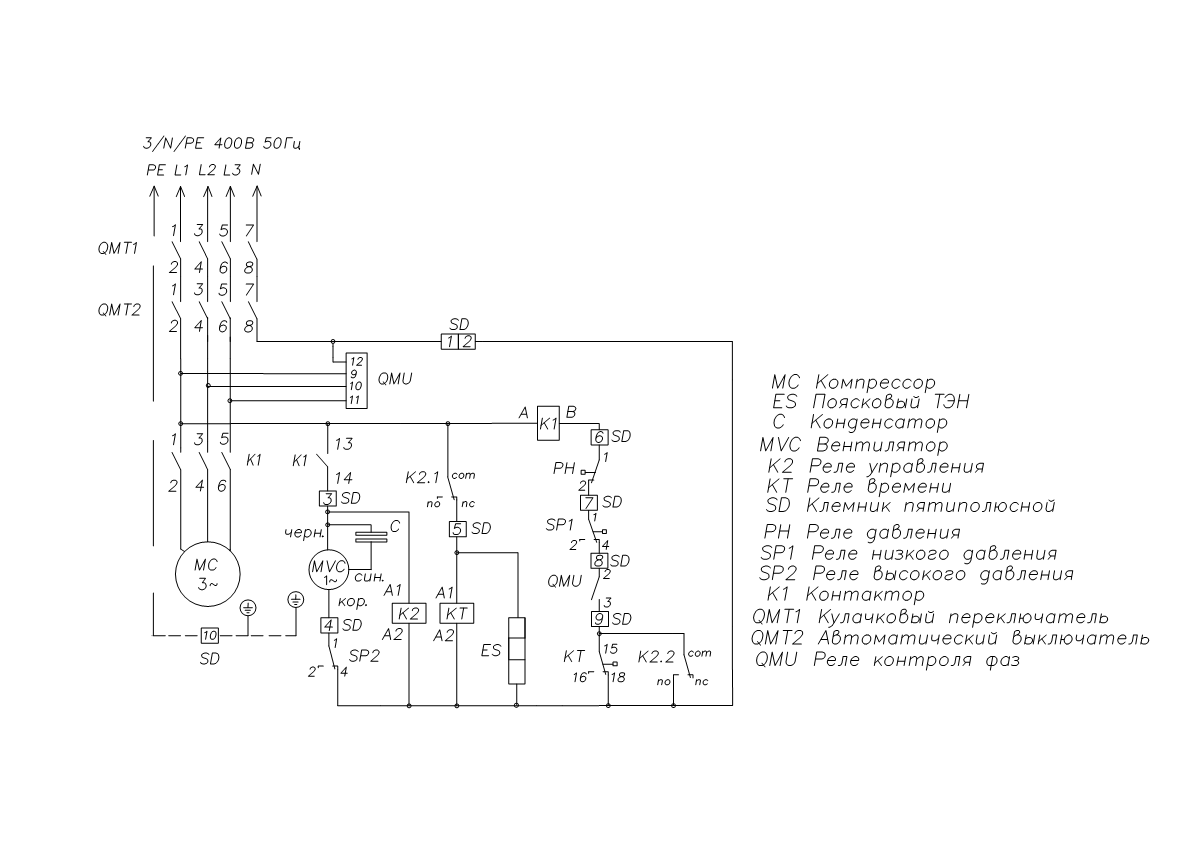 3/N/PE 400В 50Гц
PE L1 L2 L3 N
1 3 5 7
QMT1
2 4 6 8
1 3 5 7
QMT2
2 4 6 8
SD
1 2
12
9
10
11
QMU
A K1 B
6 SD
1 3 5
K1
2 4 6
13
K1
14
3 SD
K2.1 com
no nc
5 SD
1
PH
2
7 SD
1
SP1
2 4
8 SD
2
QMU
3
9 SD
черн.
C
MC
3~
MVC
1~
син.
кор.
A1
K2
A2
A1
KT
A2
ES
4 SD
1
SP2
2 4
10
SD
15
KT
16 18
K2.2 com
no nc
MC Компрессор
ES Поясковый ТЭН
C Конденсатор
MVC Вентилятор
K2 Реле управления
KT Реле времени
SD Клемник пятиполюсной
PH Реле давления
SP1 Реле низкого давления
SP2 Реле высокого давления
K1 Контактор
QMT1 Кулачковый переключатель
QMT2 Автоматический выключатель
QMU Реле контроля фаз